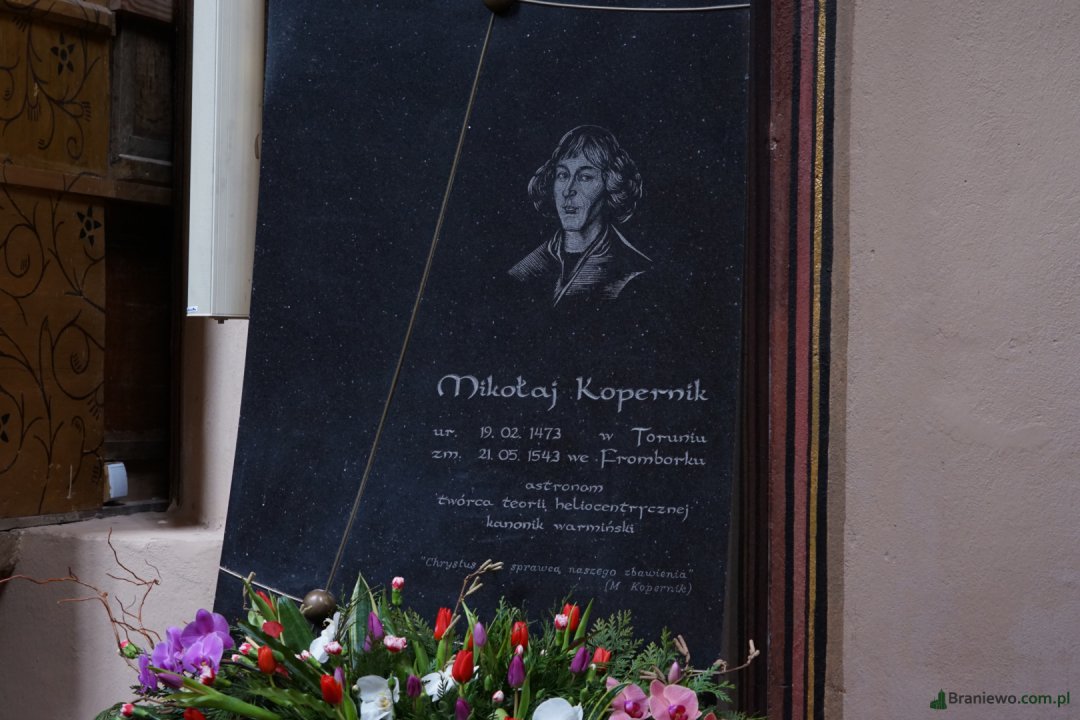 Mikołaj Kopernik
ur. 19. 02. 1473 w Toruniu
zm. 21. 05. 1543 we Fromborku
astronom
twórca teorii heliocentrycznej
kanonik warmiński
"Chrystus sprawcą naszego zbawienia"
(M Kopernik)
Braniewo.com.pl